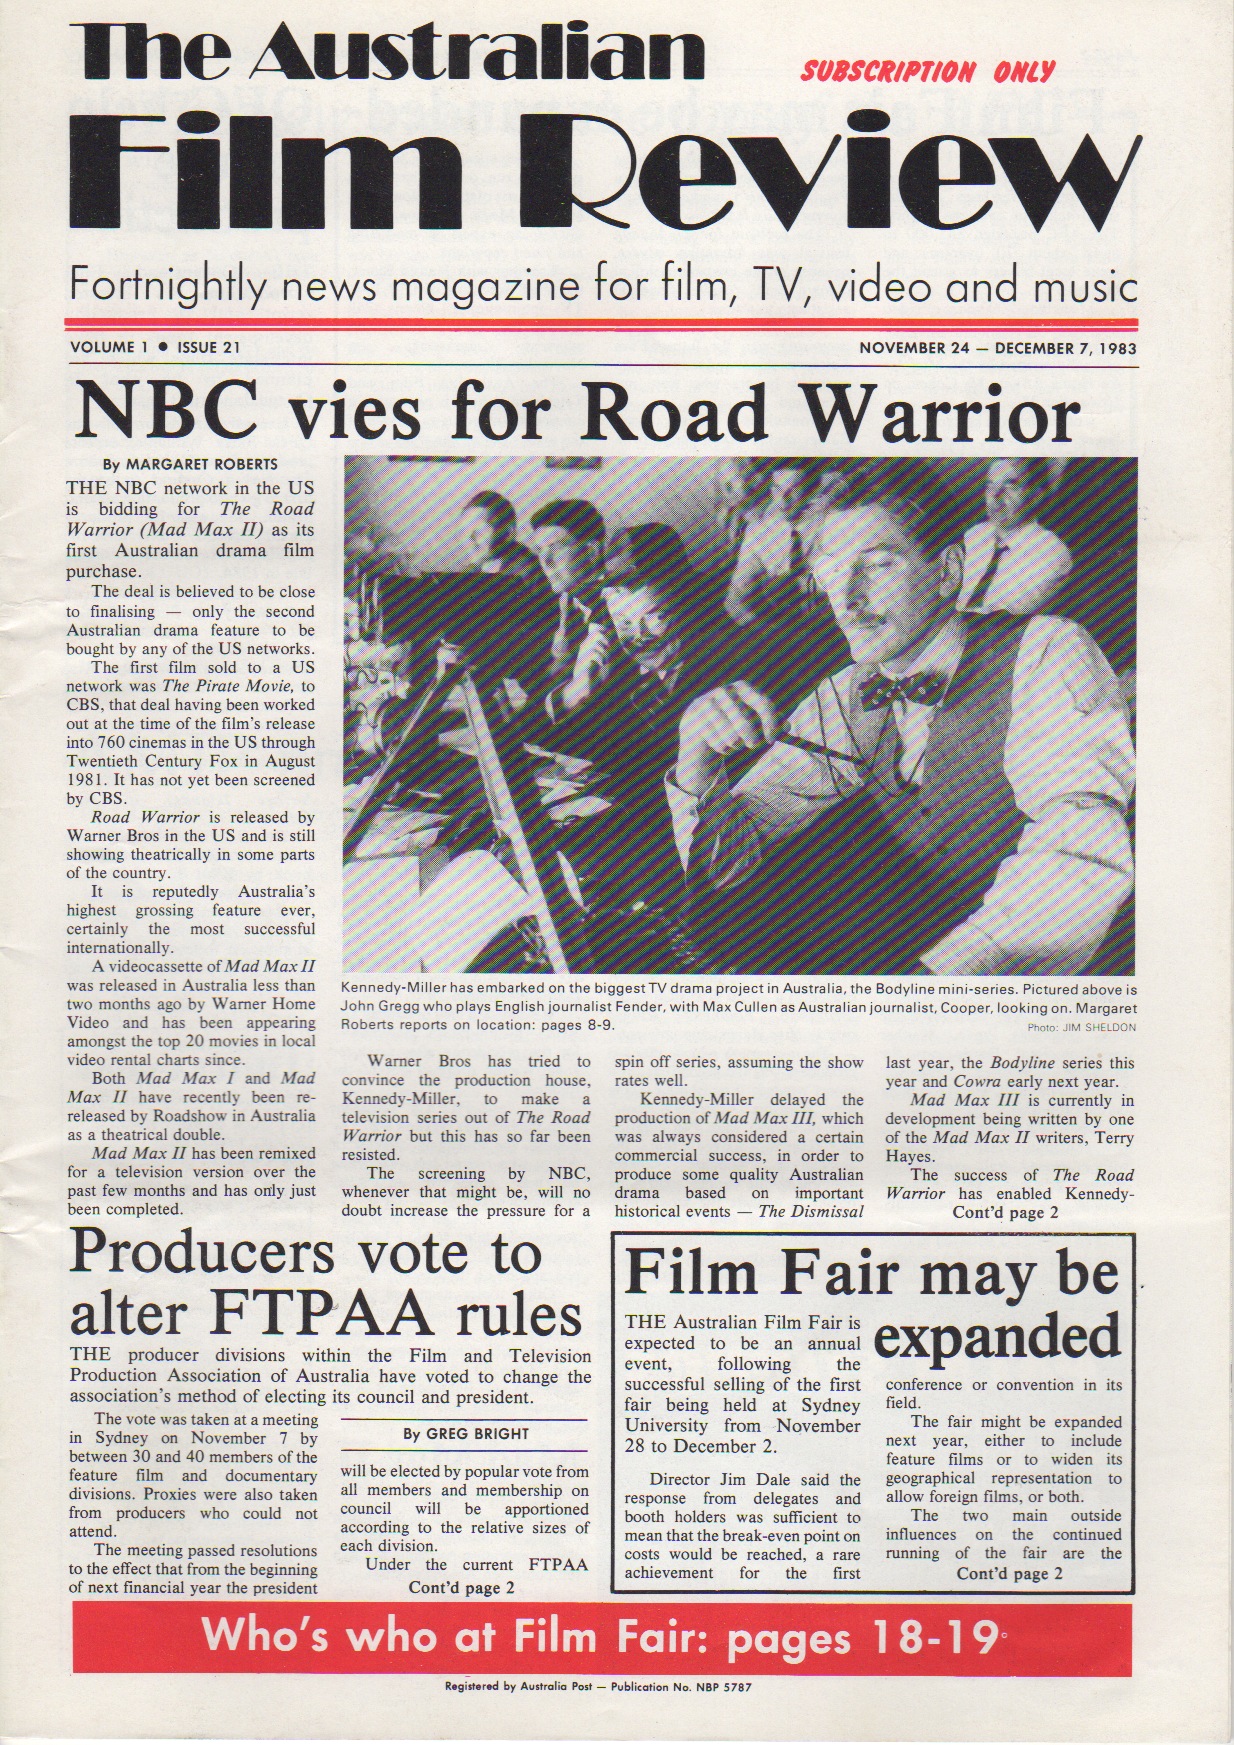 The Australian
SUBSCRIPTION ONLY
Film Review
Fortnightly news magazine for film, TV, video and music
VOLUME 1 ● ISSUE 21
NOVEMBER 24 — DECEMBER 7, 1983
NBC vies for Road Warrior
By MARGARET ROBERTS
THE NBC network in the US
is bidding for The Road
Warrior (Mad Max II) as its
first Australian drama film
purchase.
The deal is believed to be close
to finalising — only the second
Australian drama feature to be
bought by any of the US networks.
The first film sold to a US
network was The Pirate Movie, to
CBS, that deal having been worked
out at the time of the film's release
into 760 cinemas in the US through
Twentieth Century Fox in August
1981. It has not yet been screened
by CBS.
Road Warrior is released by
Warner Bros in the US and is still
showing theatrically in some parts
of the country.
It is reputedly Australia's
highest grossing feature ever,
certainly the most successful
internationally.
A videocassette of Mad Max II
was released in Australia less than
two months ago by Warner Home
Video and has been appearing
amongst the top 20 movies in local
video rental charts since.
Both Mad Max I and Mad
Max II have recently been re-
released by Roadshow in Australia
as a theatrical double.
Mad Max II has been remixed
for a television version over the
past few months and has only just
been completed.
Kennedy-Miller has embarked on the biggest TV drama project in Australia, the Bodyline mini-series. Pictured above is
John Gregg who plays English journalist Fender, with Max Cullen as Australian journalist, Cooper, looking on. Margaret
Roberts reports on location: pages 8-9.
Photo: JIM SHELDON
Warner Bros has tried to
convince the production house,
Kennedy-Miller, to make a
television series out of The Road
Warrior but this has so far been
resisted.
The screening by NBC,
whenever that might be, will no
doubt increase the pressure for a
spin off series, assuming the show
rates well.
Kennedy-Miller delayed the
production of Mad Max III, which
was always considered a certain
commercial success, in order to
produce some quality Australian
drama based on important
historical events — The Dismissal
last year, the Bodyline series this
year and Cowra early next year.
Mad Max III is currently in
development being written by one
of the Mad Max II writers, Terry
Hayes.
The success of The Road
Warrior has enabled Kennedy-
Cont'd page 2
Producers vote to
alter FTPAA rules
THE producer divisions within the Film and Television
Production Association of Australia have voted to change the
association's method of electing its council and president.
The vote was taken at a meeting
in Sydney on November 7 by
between 30 and 40 members of the
feature film and documentary
divisions. Proxies were also taken
from producers who could not
attend.
The meeting passed resolutions
to the effect that from the beginning
of next financial year the president
By GREG BRIGHT
will be elected by popular vote from
all members and membership on
council will be apportioned
according to the relative sizes of
each division.
Under the current FTPAA
Cont'd page 2
Film Fair may be
expanded
THE Australian Film Fair is
expected to be an annual
event, following the
successful selling of the first
fair being held at Sydney
University from November
28 to December 2.
Director Jim Dale said the
response from delegates and
booth holders was sufficient to
mean that the break-even point on
costs would be reached, a rare
achievement for the first
conference or convention in its
field.
The fair might be expanded
next year, either to include
feature films or to widen its
geographical representation to
allow foreign films, or both.
The two main outside
influences on the continued
running of the fair are the
Cont'd page 2
Who's who at Film Fair: pages 18-19
Registered by Australia Post — Publication No. NBP 5787